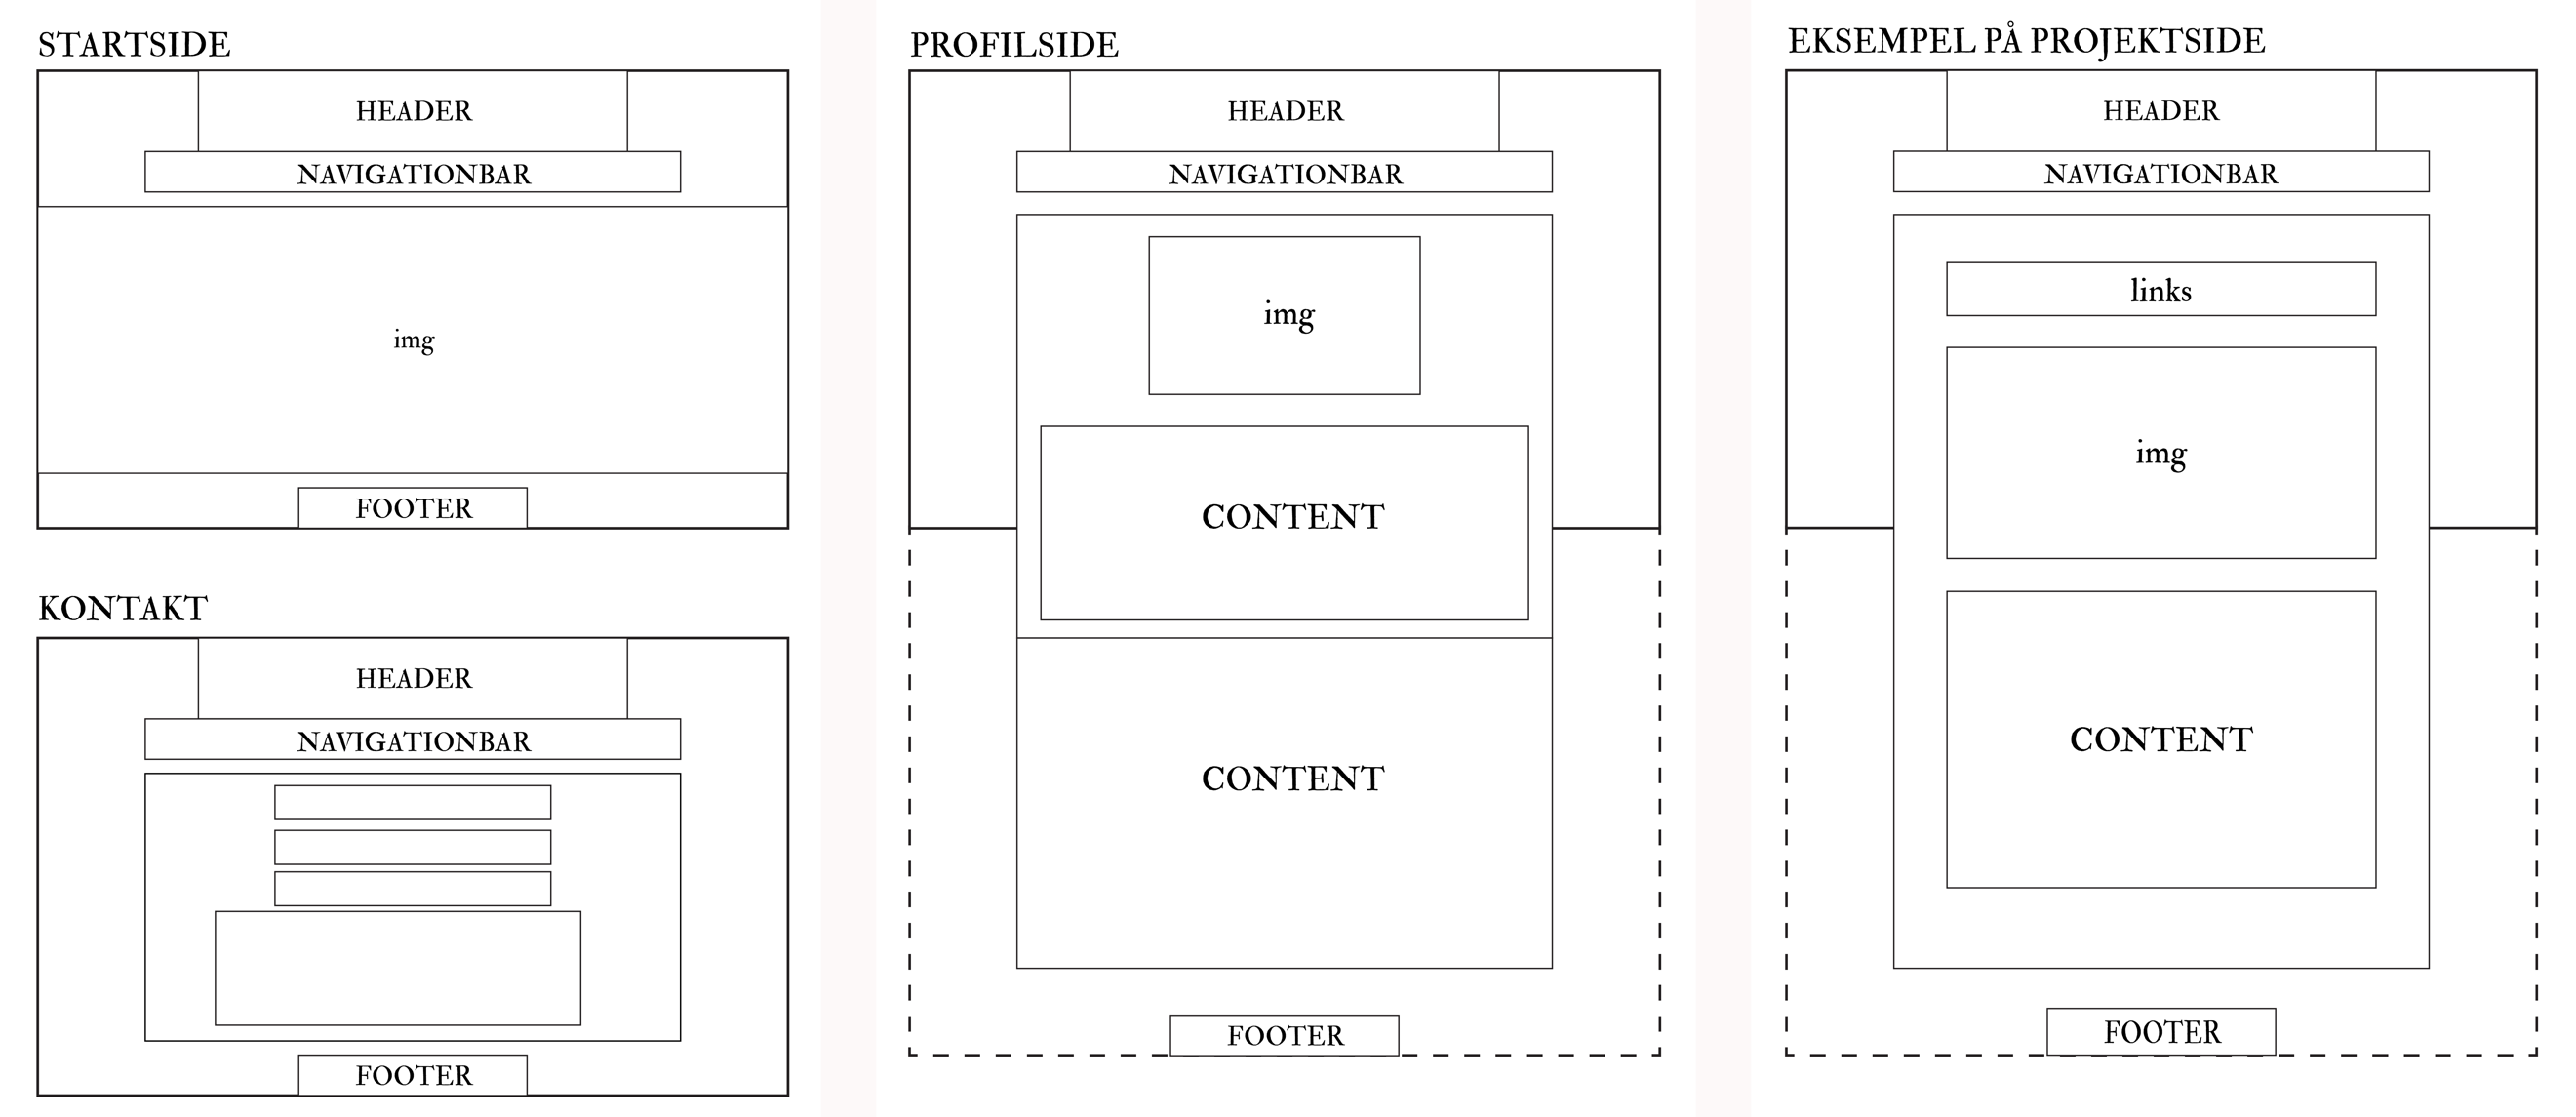 STARTSIDE
HEADER
NAVIGATIONBAR
img
FOOTER
KONTAKT
HEADER
NAVIGATIONBAR
FOOTER
PROFILSIDE
HEADER
NAVIGATIONBAR
img
CONTENT
CONTENT
FOOTER
EKSEMPEL PÅ PROJEKTSIDE
HEADER
NAVIGATIONBAR
links
img
CONTENT
FOOTER